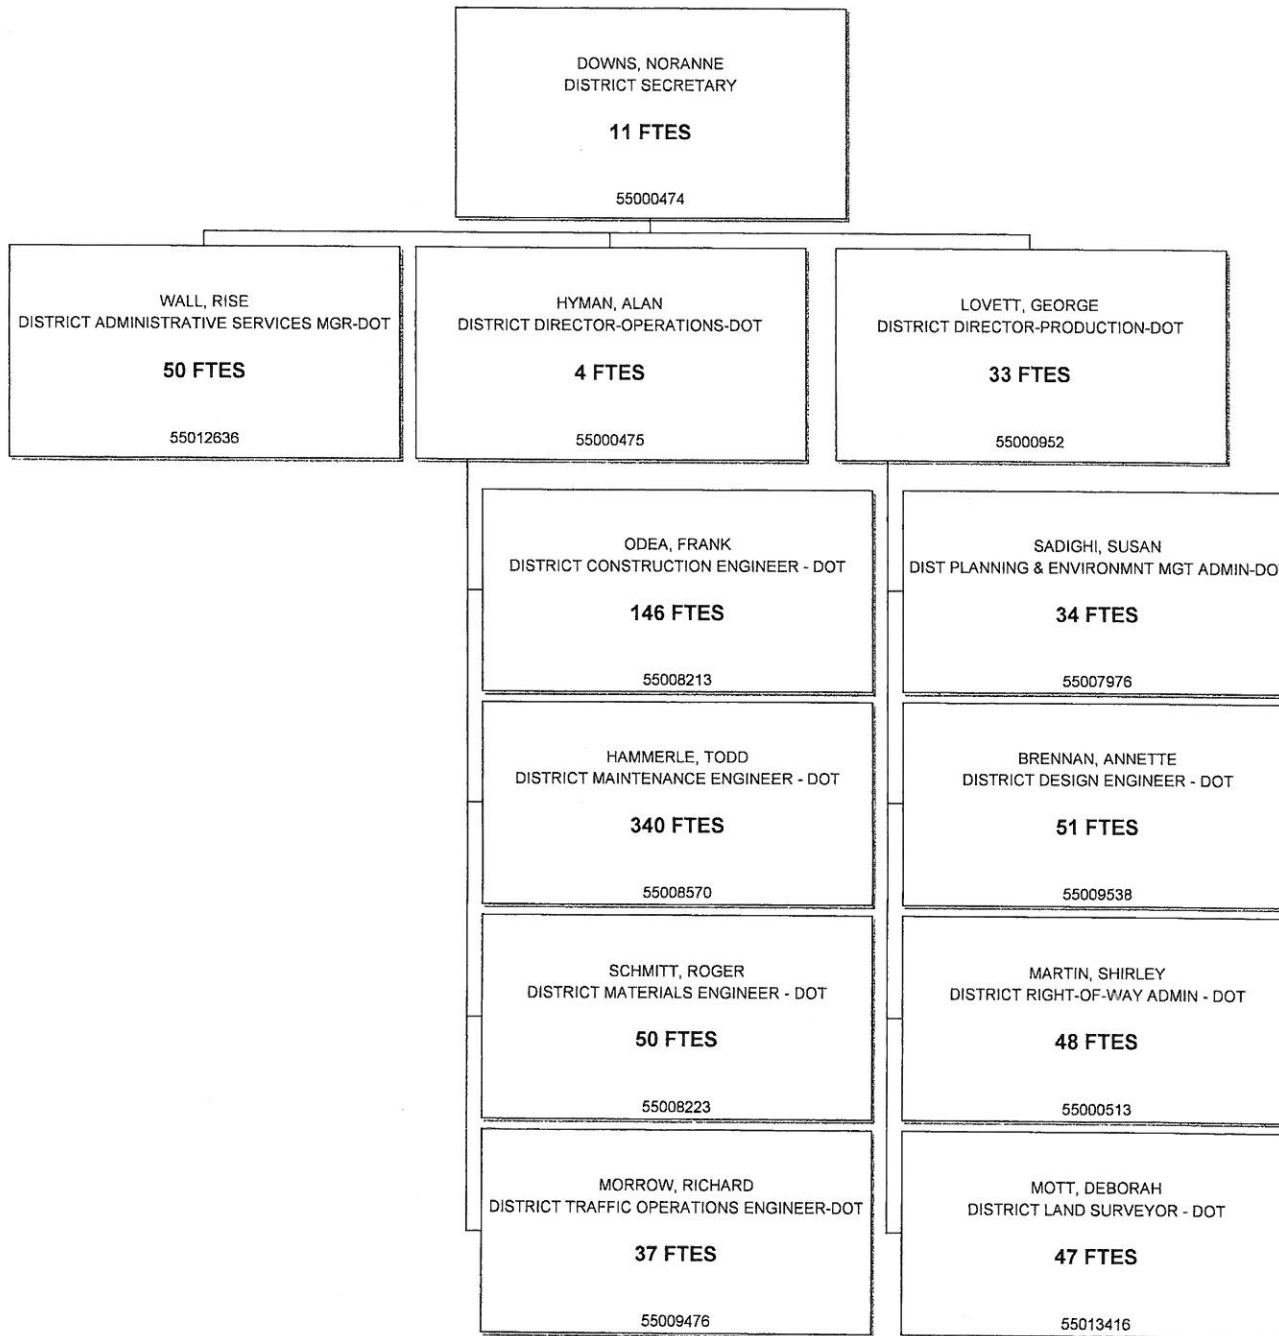 DOWNS, NORANNE
DISTRICT SECRETARY
11 FTES
55000474
WALL, RISE
DISTRICT ADMINISTRATIVE SERVICES MGR-DOT
50 FTES
55012636
HYMAN, ALAN
DISTRICT DIRECTOR-OPERATIONS-DOT
4 FTES
55000475
LOVETT, GEORGE
DISTRICT DIRECTOR-PRODUCTION-DOT
33 FTES
55000952
ODEA, FRANK
DISTRICT CONSTRUCTION ENGINEER - DOT
146 FTES
55008213
HAMMERLE, TODD
DISTRICT MAINTENANCE ENGINEER - DOT
340 FTES
55008570
SCHMITT, ROGER
DISTRICT MATERIALS ENGINEER - DOT
50 FTES
55008223
MORROW, RICHARD
DISTRICT TRAFFIC OPERATIONS ENGINEER-DOT
37 FTES
55009476
SADIGHI, SUSAN
DIST PLANNING & ENVIRONMNT MGT ADMIN-DOT
34 FTES
55007976
BRENNAN, ANNETTE
DISTRICT DESIGN ENGINEER - DOT
51 FTES
55009538
MARTIN, SHIRLEY
DISTRICT RIGHT-OF-WAY ADMIN - DOT
48 FTES
55000513
MOTT, DEBORAH
DISTRICT LAND SURVEYOR - DOT
47 FTES
55013416